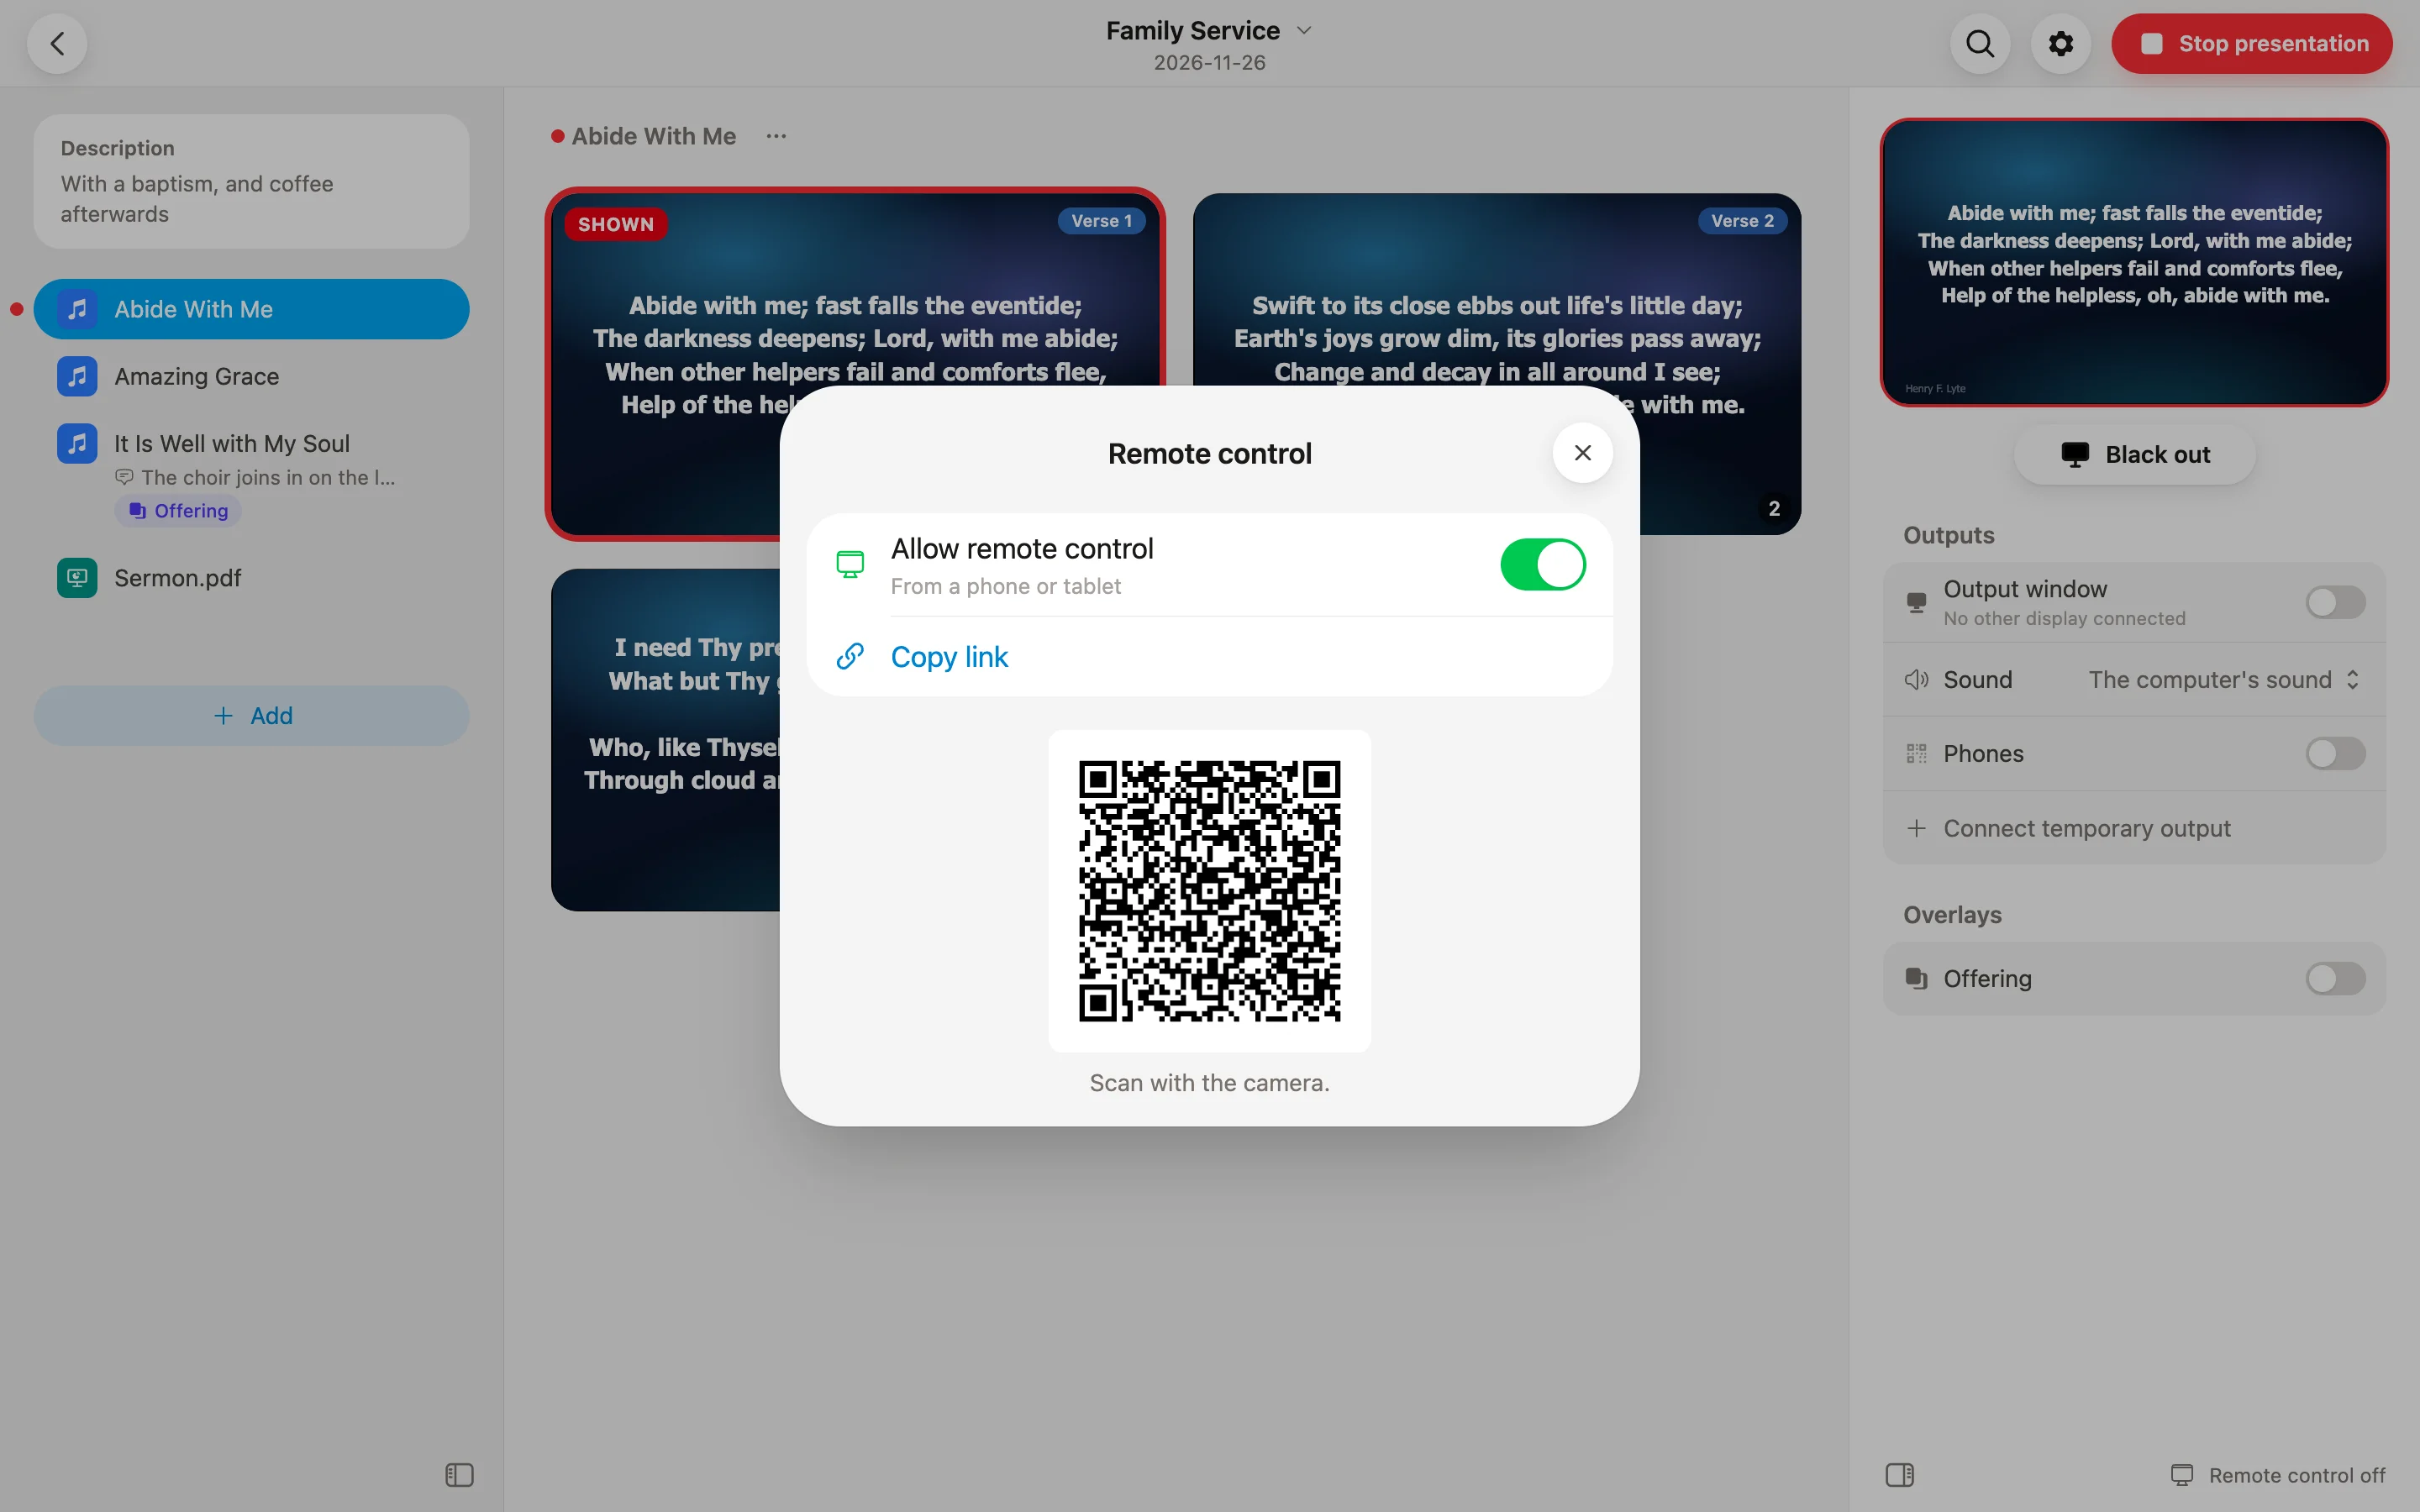 Family Service
2026-11-26
Stop presentation
Description
With a baptism, and coffee
afterwards
Abide With Me
Amazing Grace
It Is Well with My Soul
The choir joins in on the l...
Offering
Sermon.pdf
Add
Abide With Me
SHOWN
Verse 1
Abide with me; fast falls the eventide;
The darkness deepens; Lord, with me abide;
When other helpers fail and comforts flee,
Help of the
Verse 2
Swift to its close ebbs out life's little day;
Earth's joys grow dim, its glories pass away;
Change and decay in all around I see;
with me.
2
I need Thy
What but Thy
Who, like
Through cloud
Remote control
Allow remote control
From a phone or tablet
Copy link
Scan with the camera.
Abide with me; fast falls the eventide;
The darkness deepens; Lord, with me abide;
When other helpers fail and comforts flee,
Help of the helpless, oh, abide with me.
Henry F. Lyte
Black out
Outputs
Output window
No other display connected
Sound
The computer's sound
Phones
Connect temporary output
Overlays
Offering
Remote control off